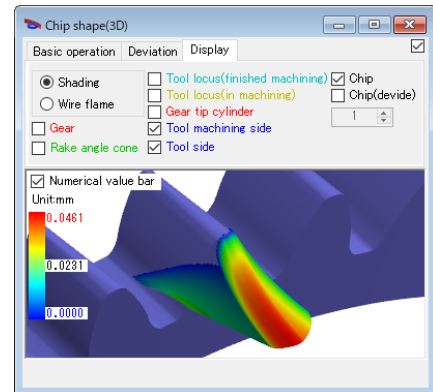 Chip shape(3D)
Basic operation Deviation Display
Shading
Wire flame
Gear
Rake angle cone
Tool locus(finished machining)
Tool locus(in machining)
Gear tip cylinder
Tool machining side
Tool side
Chip
Chip(devide)
1
Numerical value bar
Unit:mm
0.0461
0.0231
0.0000